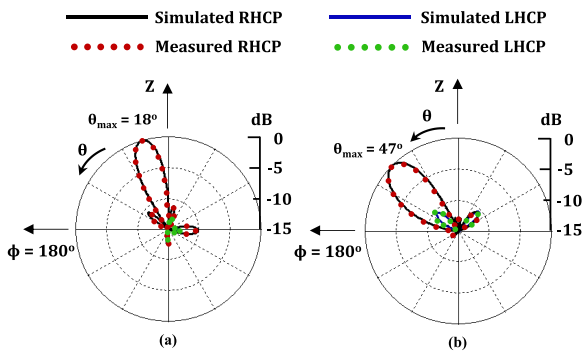 Simulated RHCP
Simulated LHCP
Measured RHCP
Measured LHCP
Z
θmax = 18º
dB
θ
0
-5
-10
-15
ϕ = 180º
(a)
Z
θ
dB
θmax = 47º
0
-5
-10
-15
ϕ = 180º
(b)